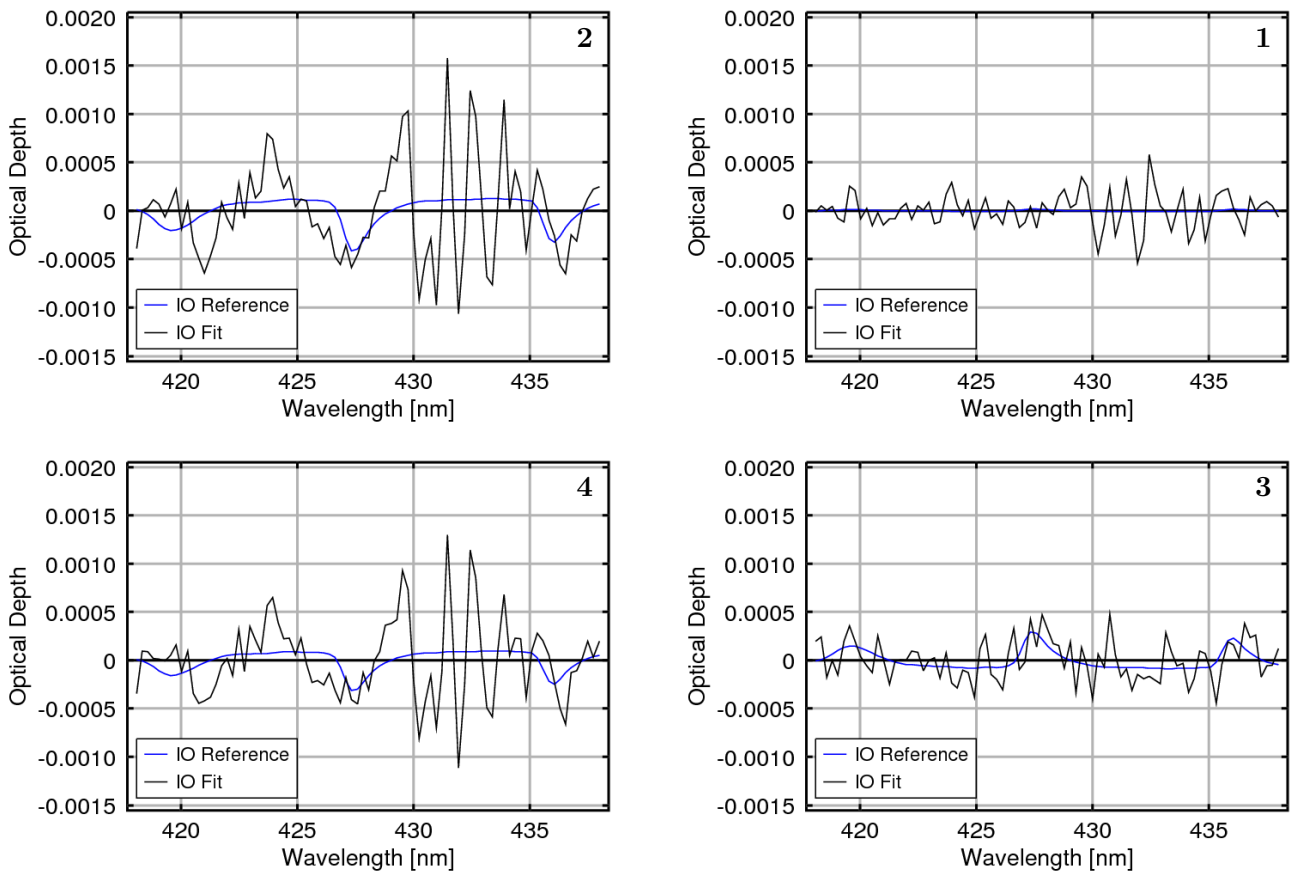 0.0020
2
0.0015
0.0010
0.0005
0
-0.0005
-0.0010
-0.0015
Optical Depth
IO Reference
IO Fit
420 425 430 435
Wavelength [nm]
0.0020
1
0.0015
0.0010
0.0005
0
-0.0005
-0.0010
-0.0015
Optical Depth
IO Reference
IO Fit
420 425 430 435
Wavelength [nm]
0.0020
4
0.0015
0.0010
0.0005
0
-0.0005
-0.0010
-0.0015
Optical Depth
IO Reference
IO Fit
420 425 430 435
Wavelength [nm]
0.0020
3
0.0015
0.0010
0.0005
0
-0.0005
-0.0010
-0.0015
Optical Depth
IO Reference
IO Fit
420 425 430 435
Wavelength [nm]